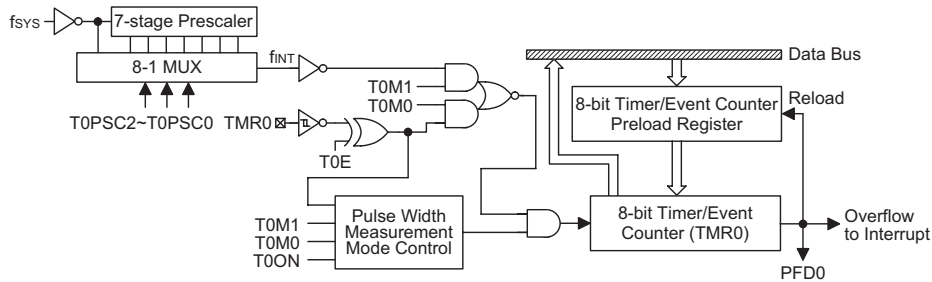 fSYS
7-stage Prescaler
8-1 MUX
fINT
T0PSC2~T0PSC0
TMR0
T0E
T0M1
T0M0
T0M1
T0M0
T0ON
Pulse Width
Measurement
Mode Control
Data Bus
8-bit Timer/Event Counter
Preload Register
Reload
8-bit Timer/Event
Counter (TMR0)
Overflow
to Interrupt
PFD0